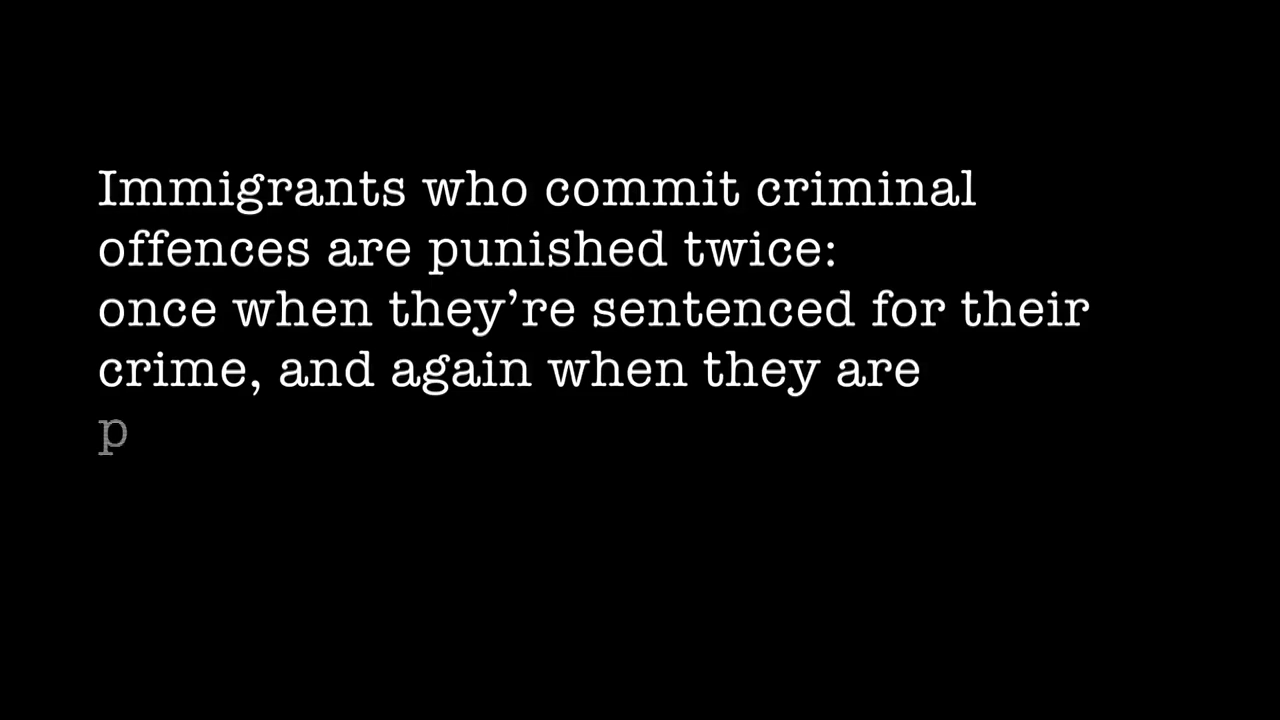 Immigrants who commit criminal
offences are punished twice:
once when they’re sentenced for their
crime, and again when they are
p